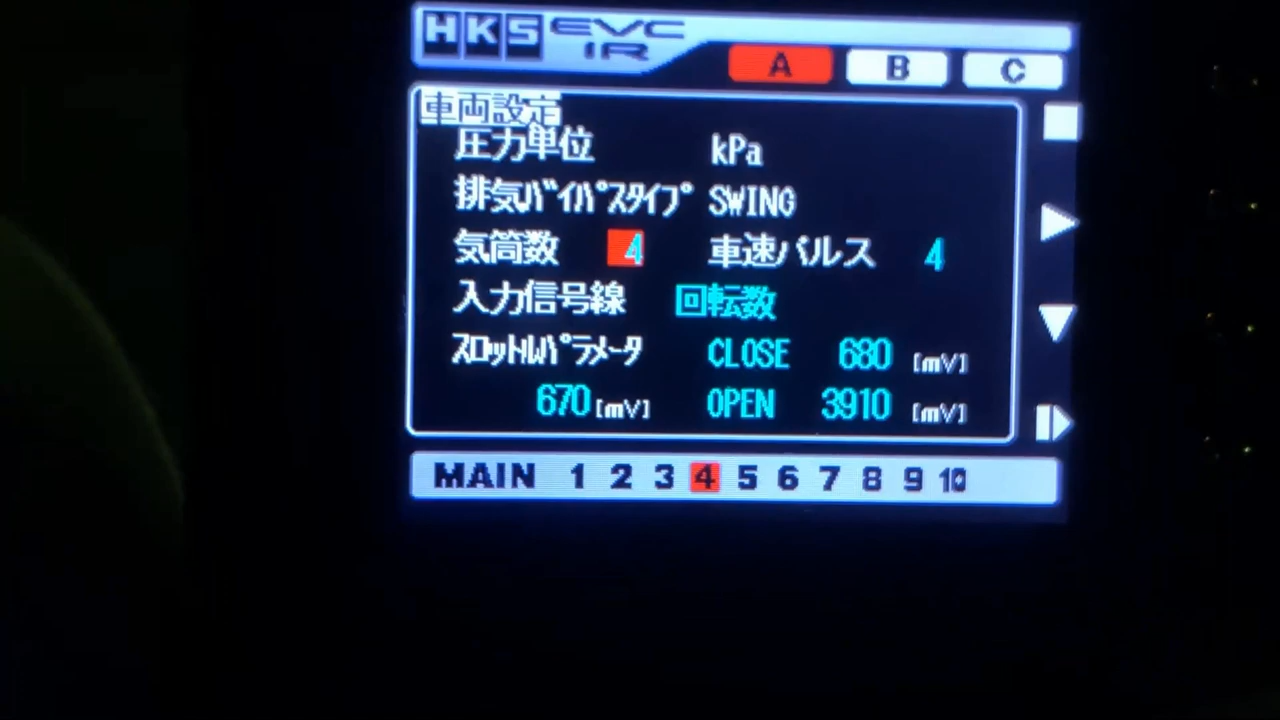 HKS EVC IR
A B C
車両設定
圧力単位 kPa
排気ﾊﾞｲﾊﾟｽﾀｲﾌﾟ SWING
気筒数 4 車速パルス 4
入力信号線 回転数
ｽﾛｯﾄﾙﾊﾟﾗﾒｰﾀ CLOSE 680 [mV]
670 [mV] OPEN 3910 [mV]
MAIN 1 2 3 4 5 6 7 8 9 10